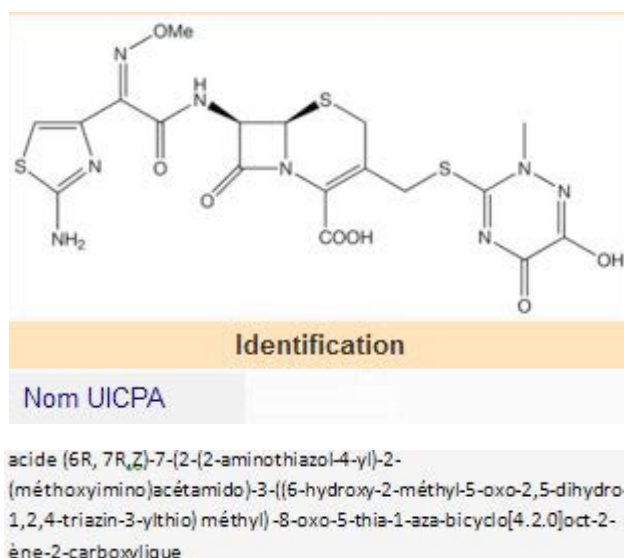 OMe
N
H
N
S
S
N
O
O
N
S
N
N
NH₂
COOH
N
OH
O
Identification
Nom UICPA
acide (6R, 7R,Z)-7-(2-(2-aminothiazol-4-yl)-2-
(méthoxyimino)acétamido)-3-((6-hydroxy-2-méthyl-5-oxo-2,5-dihydro-
1,2,4-triazin-3-ylthio) méthyl) -8-oxo-5-thia-1-aza-bicyclo[4.2.0]oct-2-
ène-2-carboxylique